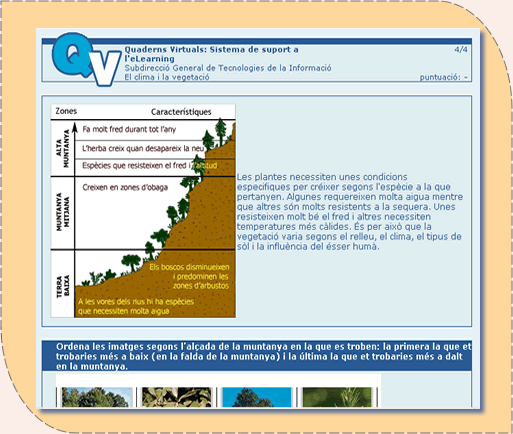 QV
Quaderns Virtuals: Sistema de suport a
l'eLearning
4/4
Subdirecció General de Tecnologies de la Informació
El clima i la vegetació
puntuació: -
Zones
Característiques
ALTA
MUNTANYA
Fa molt fred durant tot l'any
L'herba creix quan desapareix la neu
Espècies que resisteixen el fred i l'altitud
MUNTANYA
MITJANA
Creixen en zones d'obaga
TERRA
BAIXA
Els boscos disminueixen
i predominen les
zones d'arbustos
A les vores dels rius hi ha espècies
que necessiten molta aigua
Les plantes necessiten unes condicions
especifiques per créixer segons l'espècie a la que
pertanyen. Algunes requereixen molta aigua mentre
que altres són molts resistents a la sequera. Unes
resisteixen molt bé el fred i altres necessiten
temperatures més càlides. És per això que la
vegetació varia segons el relleu, el clima, el tipus de
sòl i la influència del ésser humà.
Ordena les imatges segons l'alçada de la muntanya en la que es troben: la primera la que et
trobaries més a baix (en la falda de la muntanya) i la última la que et trobaries més a dalt
en la muntanya.